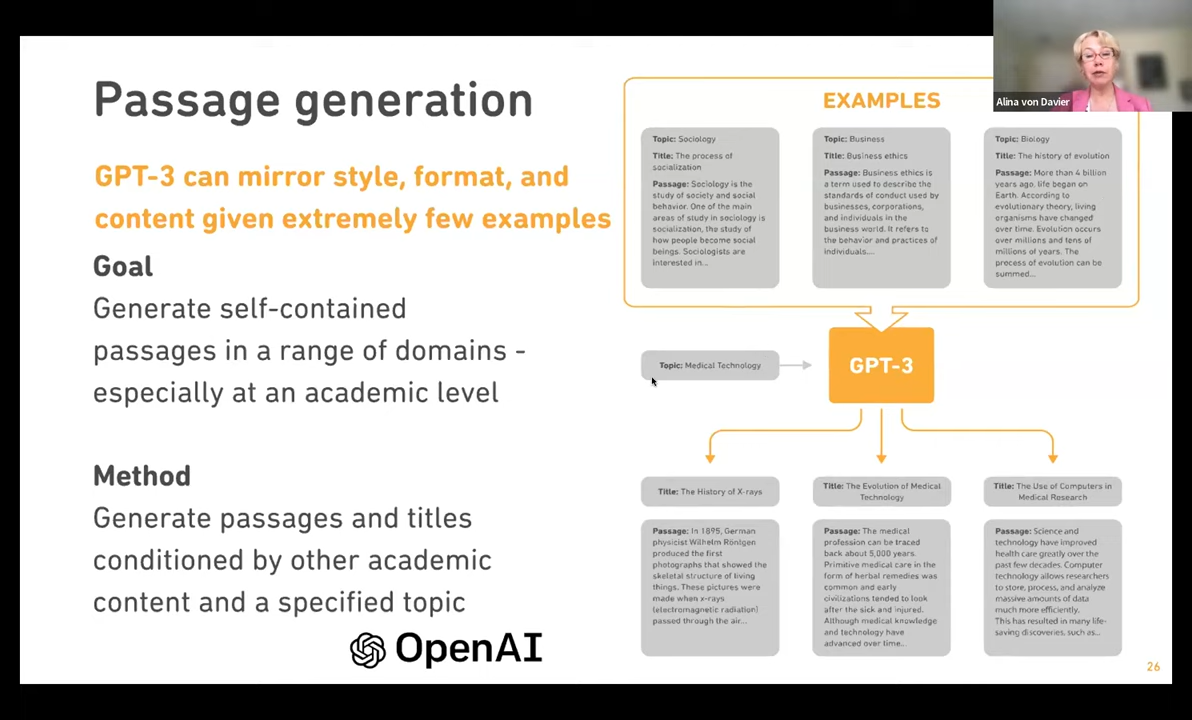 Passage generation
GPT-3 can mirror style, format, and
content given extremely few examples
Goal
Generate self-contained
passages in a range of domains -
especially at an academic level
Method
Generate passages and titles
conditioned by other academic
content and a specified topic
OpenAI
EXAMPLES
Topic: Sociology
Title: The process of
socialization
Passage: Sociology is the
study of society and social
behavior. One of the main
areas of study in sociology is
socialization, the study of
how people become social
beings. Sociologists are
interested in...
Topic: Business
Title: Business ethics
Passage: Business ethics is
a term used to describe the
standards of conduct used by
businesses, corporations,
and individuals in the
business world. It refers to
the behavior and practices of
individuals....
Topic: Biology
Title: The history of evolution
Passage: More than 4 billion
years ago, life began on
Earth. According to
evolutionary theory, living
organisms have changed
over time. Evolution occurs
over millions and tens of
millions of years. The
process of evolution can be
summed...
Topic: Medical Technology
GPT-3
Title: The History of X-rays
Passage: In 1895, German
physicist Wilhelm Röntgen
produced the first
photographs that showed the
skeletal structure of living
things. These pictures were
made when x-rays
(electromagnetic radiation)
passed through the air...
Title: The Evolution of Medical
Technology
Passage: The medical
profession can be traced
back about 5,000 years.
Primitive medical care in the
form of herbal remedies was
common and early
civilizations tended to look
after the sick and injured.
Although medical knowledge
and technology have
advanced over time...
Title: The Use of Computers in
Medical Research
Passage: Science and
technology have improved
health care greatly over the
past few decades. Computer
technology allows researchers
to store, process, and analyze
massive amounts of data
much more efficiently.
This has resulted in many life-
saving discoveries, such as...
26
Alina von Davier